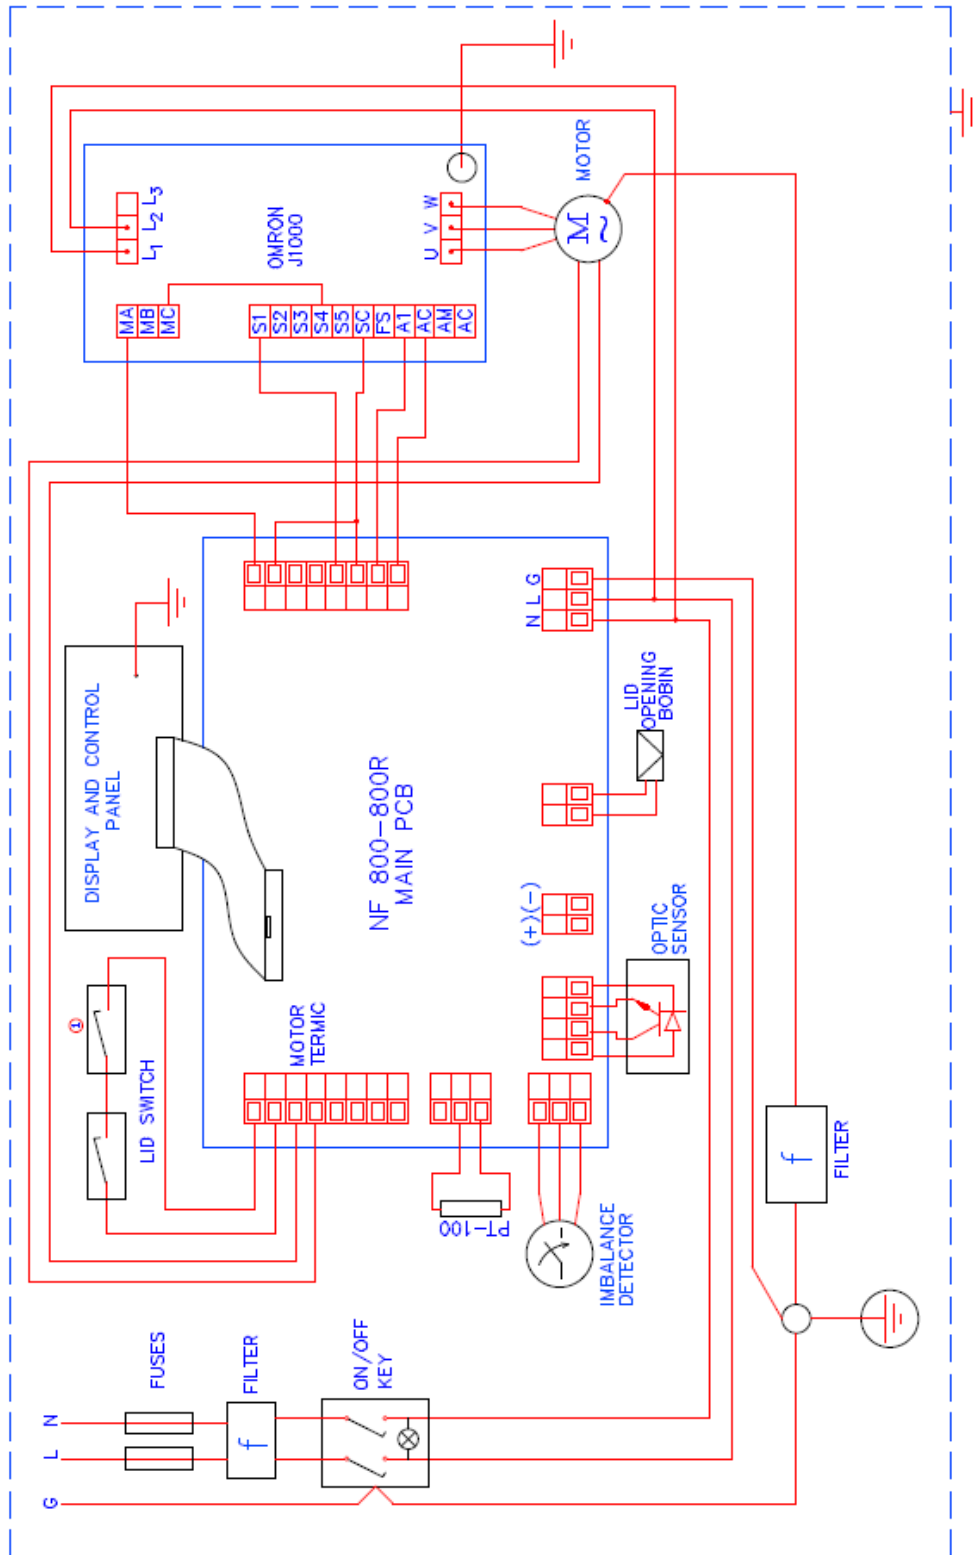 L1 L2 L3
OMRON
J1000
U V W
MOTOR
M
~
MA
MB
MC
S1
S2
S3
S4
S5
SC
FS
A1
AC
AM
AC
DISPLAY AND CONTROL
PANEL
N L G
LID
OPENING
BOBIN
NF 800-800R
MAIN PCB
(+)(-)
OPTIC
SENSOR
1
LID SWITCH
MOTOR
TERMIC
PT-100
IMBALANCE
DETECTOR
f
FILTER
G L N
FUSES
f
FILTER
ON/OFF
KEY